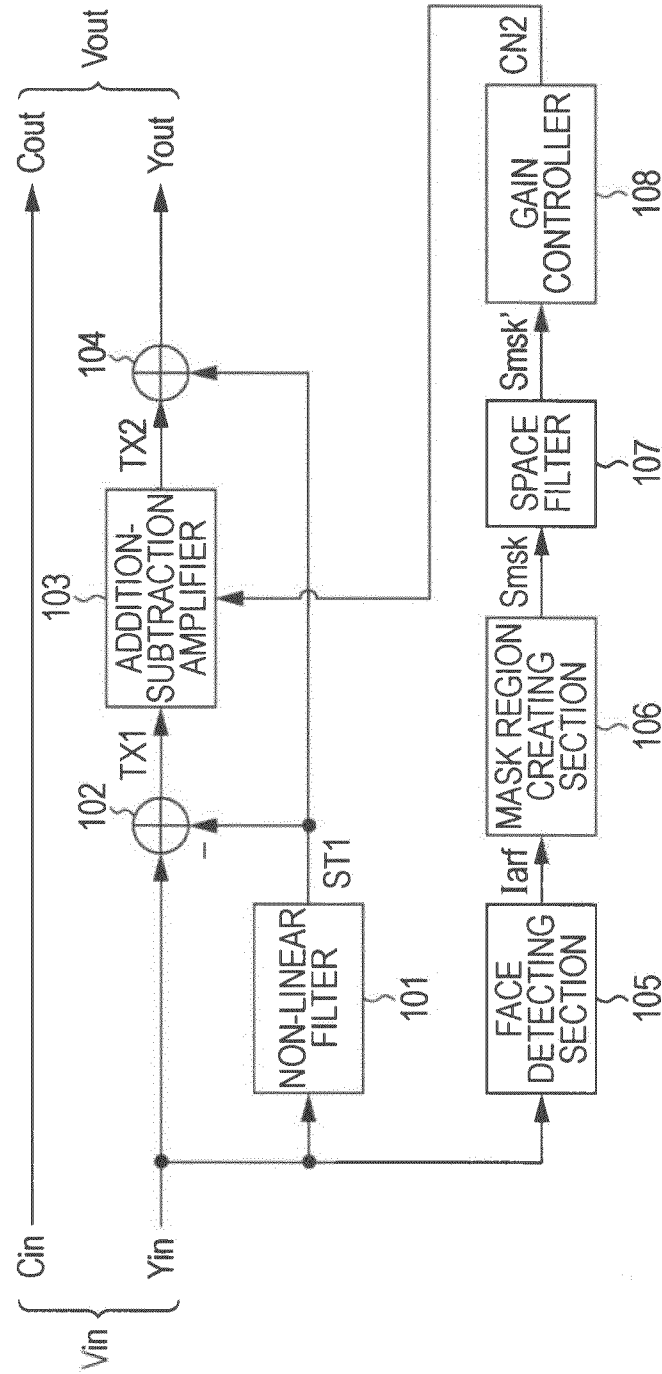 Vin
Cin
Cout
Vout
Yin
102
TX1
103
ADDITION-
SUBTRACTION
AMPLIFIER
TX2
104
Yout
−
ST1
NON-LINEAR
FILTER
101
FACE
DETECTING
SECTION
105
Iarf
MASK REGION
CREATING
SECTION
106
Smsk
SPACE
FILTER
107
Smsk'
GAIN
CONTROLLER
108
CN2